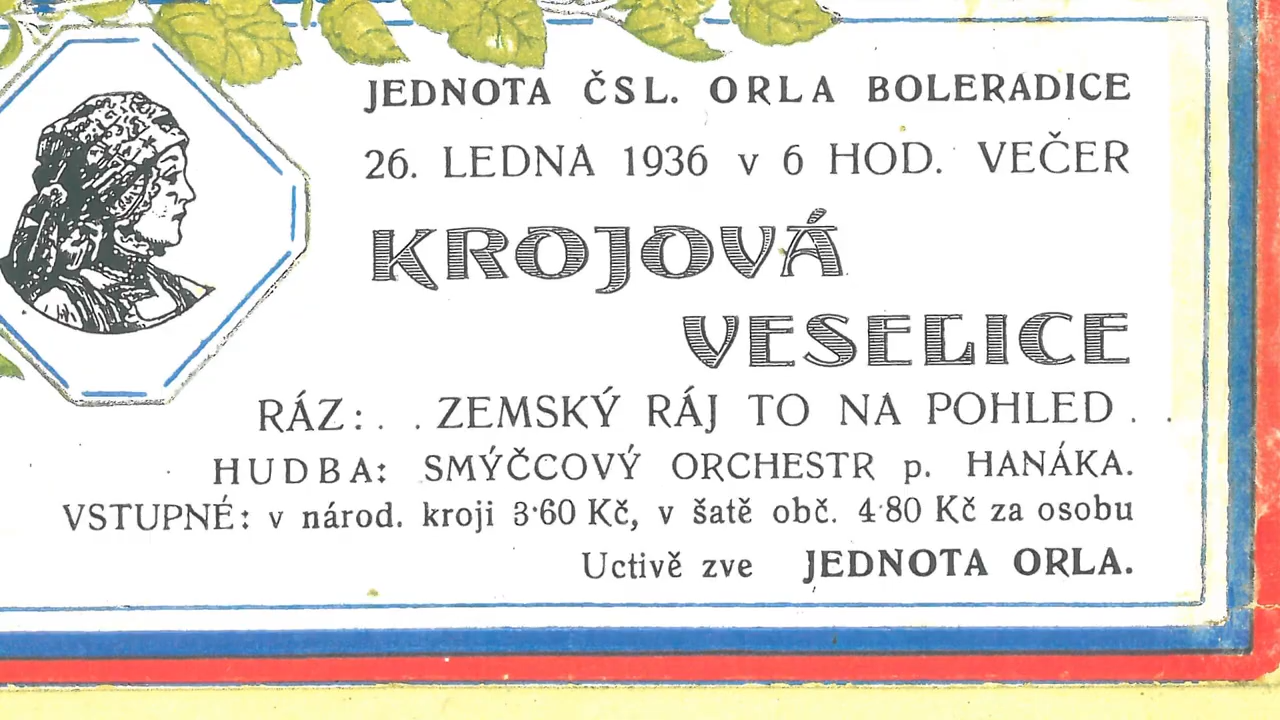 JEDNOTA ČSL. ORLA BOLERADICE
26. LEDNA 1936 v 6 HOD. VEČER
KROJOVÁ
VESELICE
RÁZ: . . ZEMSKÝ RÁJ TO NA POHLED . .
HUDBA: SMÝČCOVÝ ORCHESTR p. HANÁKA.
VSTUPNÉ: v národ. kroji 3·60 Kč, v šatě obč. 4·80 Kč za osobu
Uctivě zve JEDNOTA ORLA.